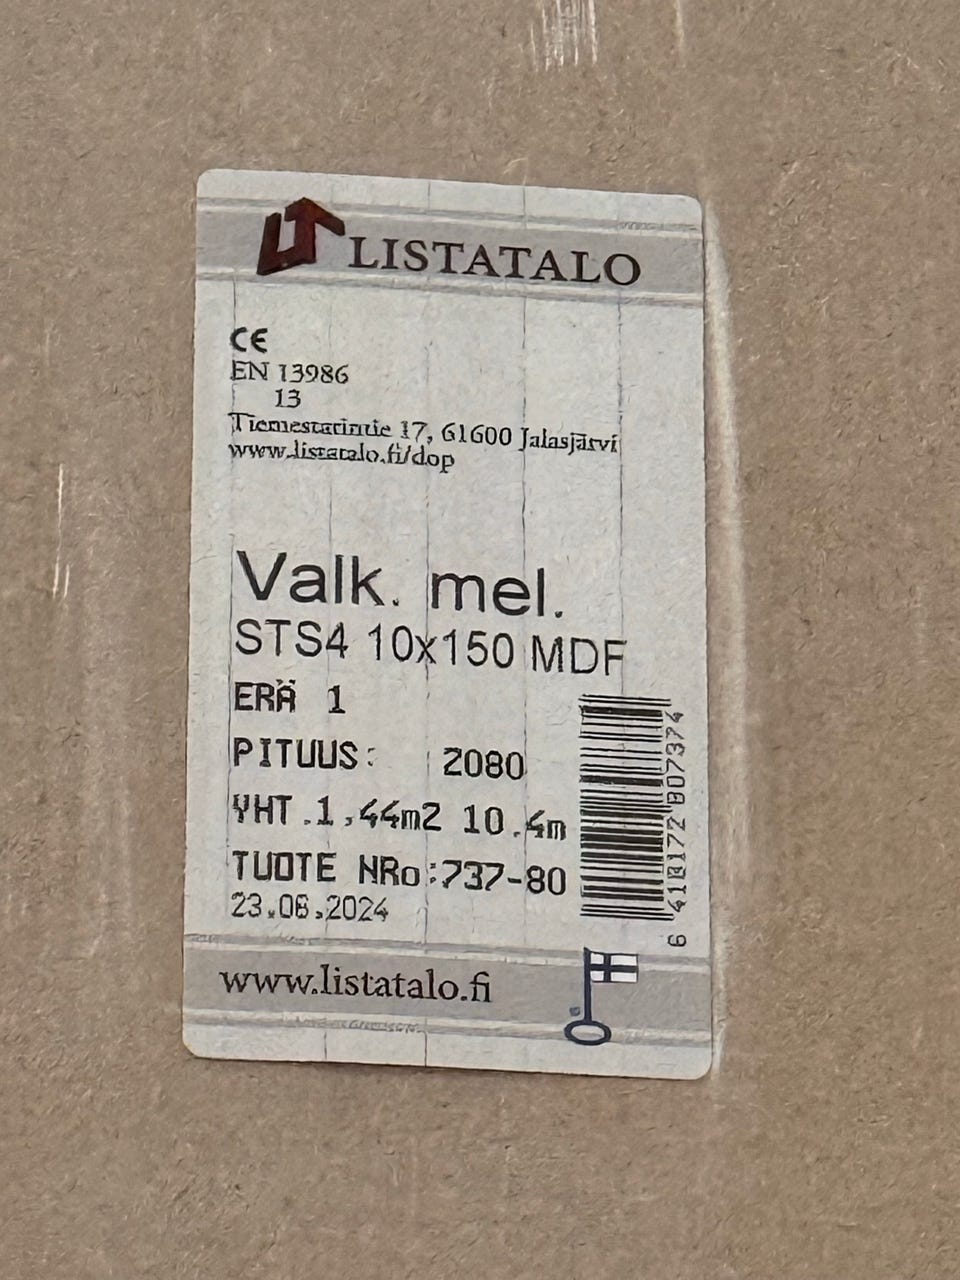 LISTATALO
CE
EN 13986
13
Tiemestarintie 17, 61600 Jalasjärvi
www.listatalo.fi/dop
Valk. mel.
STS4 10x150 MDF
ERÄ 1
PITUUS: 2080
YHT.1,44m2 10.4m
TUOTE NRo:737-80
23.06.2024
6 418172 807374
www.listatalo.fi